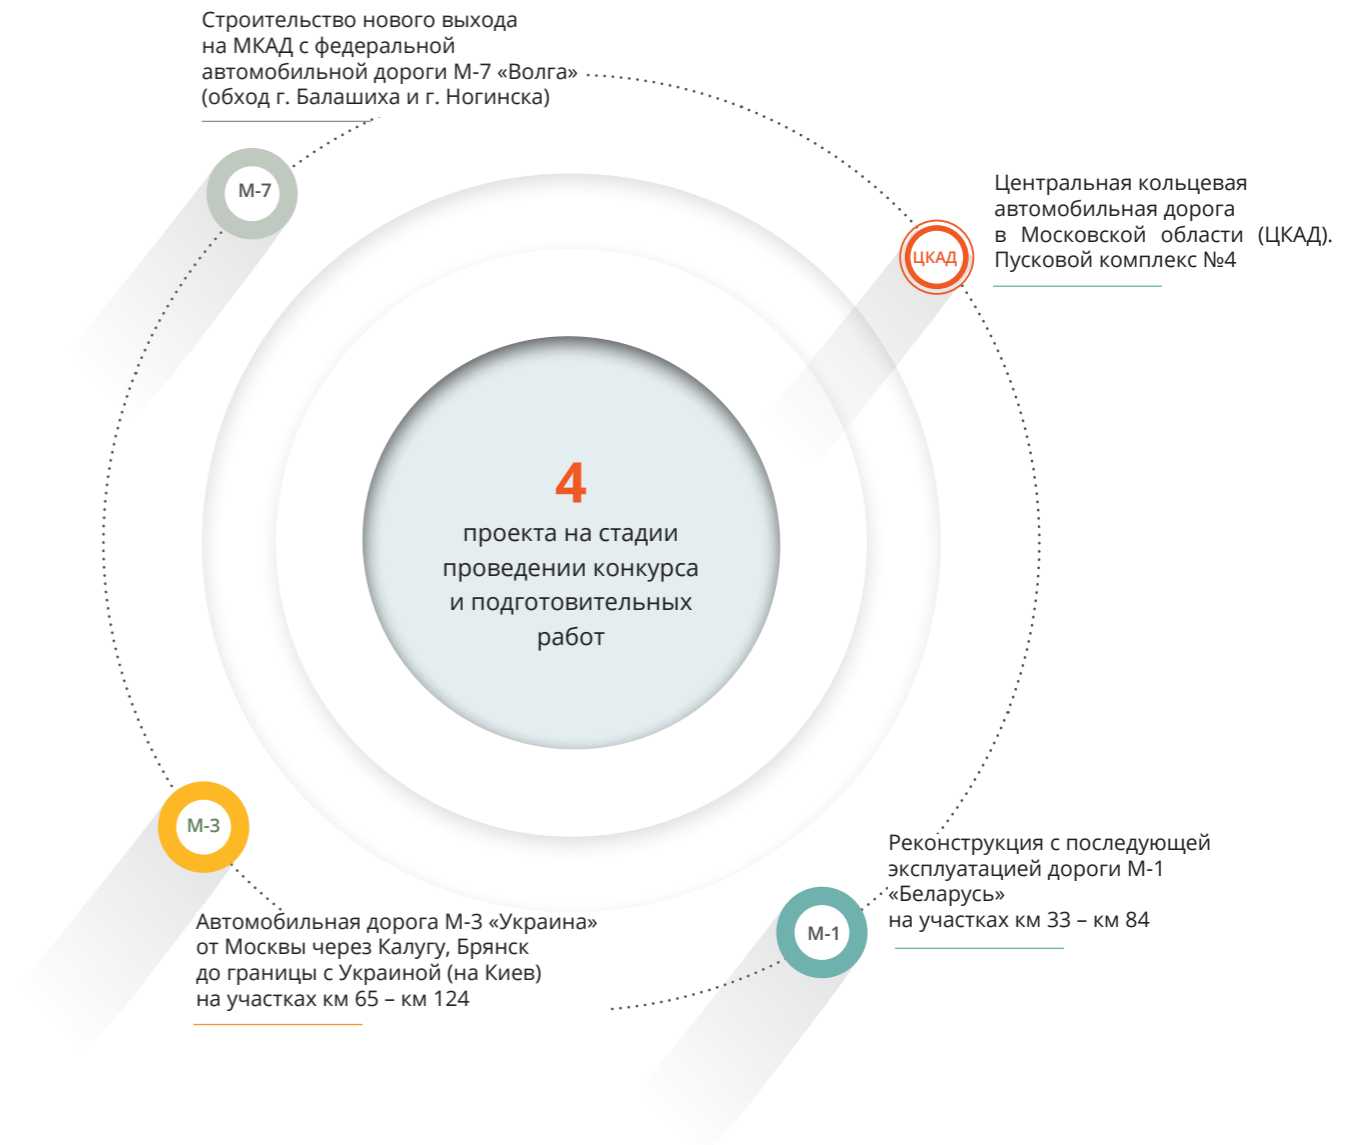 Строительство нового выхода
на МКАД с федеральной
автомобильной дороги М-7 «Волга»
(обход г. Балашиха и г. Ногинска)
М-7
Центральная кольцевая
автомобильная дорога
в Московской области (ЦКАД).
Пусковой комплекс №4
ЦКАД
4
проекта на стадии
проведении конкурса
и подготовительных
работ
М-3
Автомобильная дорога М-3 «Украина»
от Москвы через Калугу, Брянск
до границы с Украиной (на Киев)
на участках км 65 – км 124
Реконструкция с последующей
эксплуатацией дороги М-1
«Беларусь»
на участках км 33 – км 84
М-1